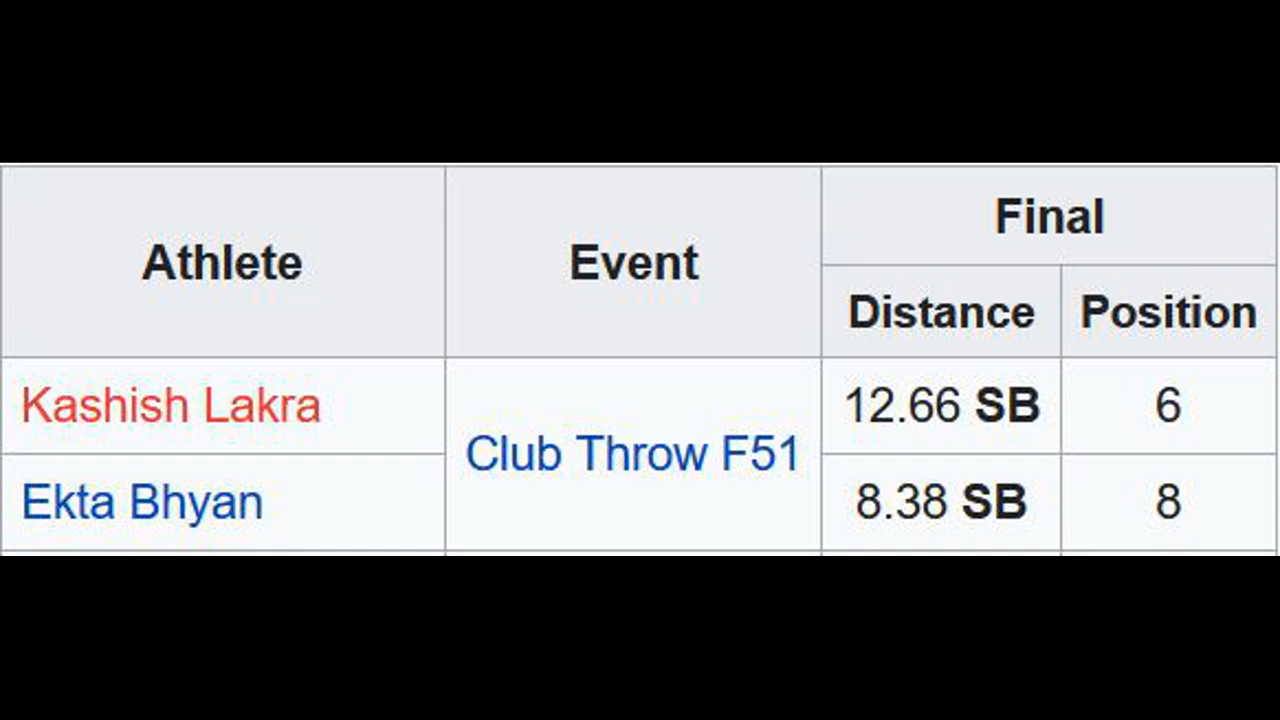 Athlete
Event
Final
Distance
Position
Kashish Lakra
Club Throw F51
12.66 SB
6
Ekta Bhyan
8.38 SB
8